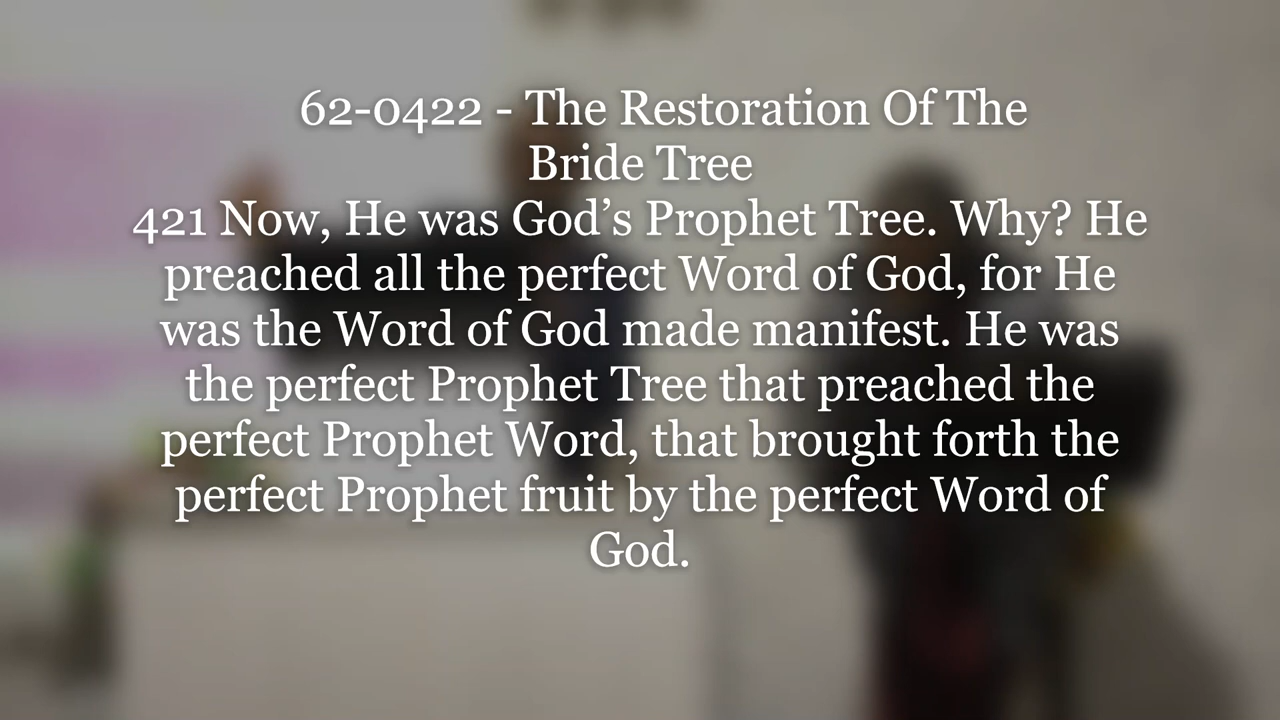 62-0422 - The Restoration Of The
Bride Tree
421 Now, He was God’s Prophet Tree. Why? He
preached all the perfect Word of God, for He
was the Word of God made manifest. He was
the perfect Prophet Tree that preached the
perfect Prophet Word, that brought forth the
perfect Prophet fruit by the perfect Word of
God.